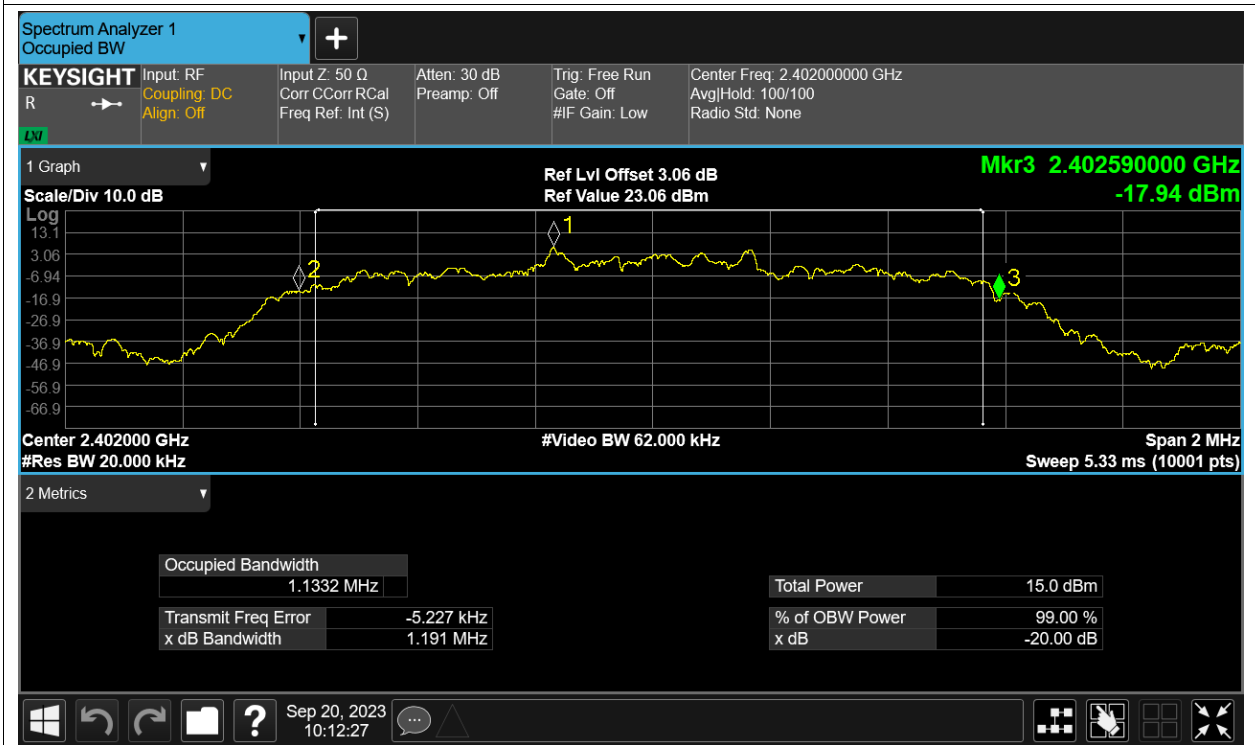 Spectrum Analyzer 1
Occupied BW
KEYSIGHT Input: RF Input Z: 50 Ω Atten: 30 dB Trig: Free Run Center Freq: 2.402000000 GHz
R Coupling: DC Corr CCorr RCal Preamp: Off Gate: Off Avg|Hold: 100/100
Align: Off Freq Ref: Int (S) #IF Gain: Low Radio Std: None
LXI
1 Graph Ref Lvl Offset 3.06 dB Mkr3 2.402590000 GHz
Scale/Div 10.0 dB Ref Value 23.06 dBm -17.94 dBm
Log
13.1 1
3.06
-6.94 2 3
-16.9
-26.9
-36.9
-46.9
-56.9
-66.9
Center 2.402000 GHz #Video BW 62.000 kHz Span 2 MHz
#Res BW 20.000 kHz Sweep 5.33 ms (10001 pts)
2 Metrics
Occupied Bandwidth
1.1332 MHz Total Power 15.0 dBm
Transmit Freq Error -5.227 kHz % of OBW Power 99.00 %
x dB Bandwidth 1.191 MHz x dB -20.00 dB
? Sep 20, 2023
10:12:27